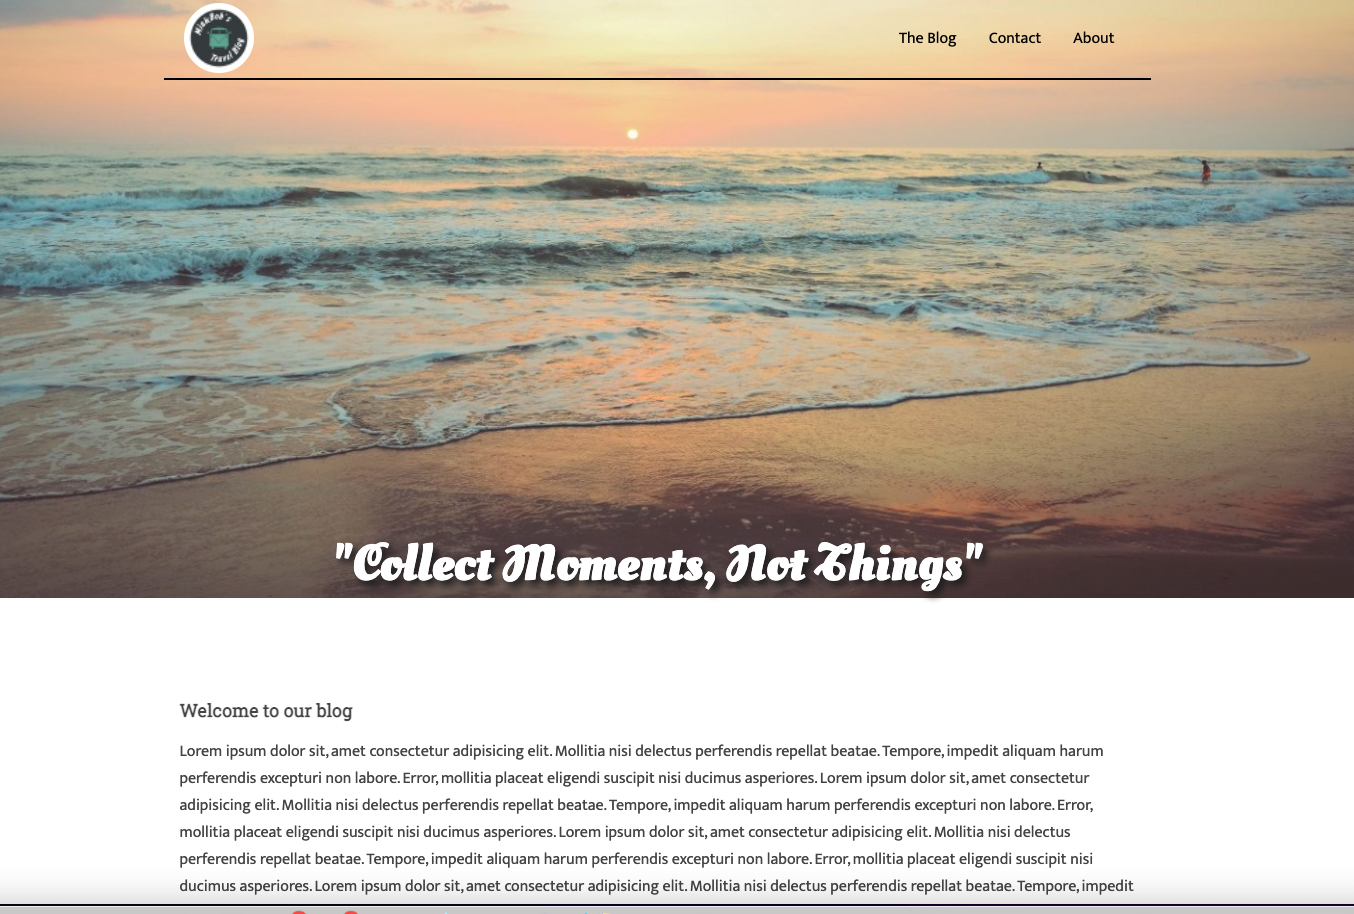 MinkBob's
Travel Blog
The Blog
Contact
About
"Collect Moments, Not Things"
Welcome to our blog
Lorem ipsum dolor sit, amet consectetur adipisicing elit. Mollitia nisi delectus perferendis repellat beatae. Tempore, impedit aliquam harum
perferendis excepturi non labore. Error, mollitia placeat eligendi suscipit nisi ducimus asperiores. Lorem ipsum dolor sit, amet consectetur
adipisicing elit. Mollitia nisi delectus perferendis repellat beatae. Tempore, impedit aliquam harum perferendis excepturi non labore. Error,
mollitia placeat eligendi suscipit nisi ducimus asperiores. Lorem ipsum dolor sit, amet consectetur adipisicing elit. Mollitia nisi delectus
perferendis repellat beatae. Tempore, impedit aliquam harum perferendis excepturi non labore. Error, mollitia placeat eligendi suscipit nisi
ducimus asperiores. Lorem ipsum dolor sit, amet consectetur adipisicing elit. Mollitia nisi delectus perferendis repellat beatae. Tempore, impedit